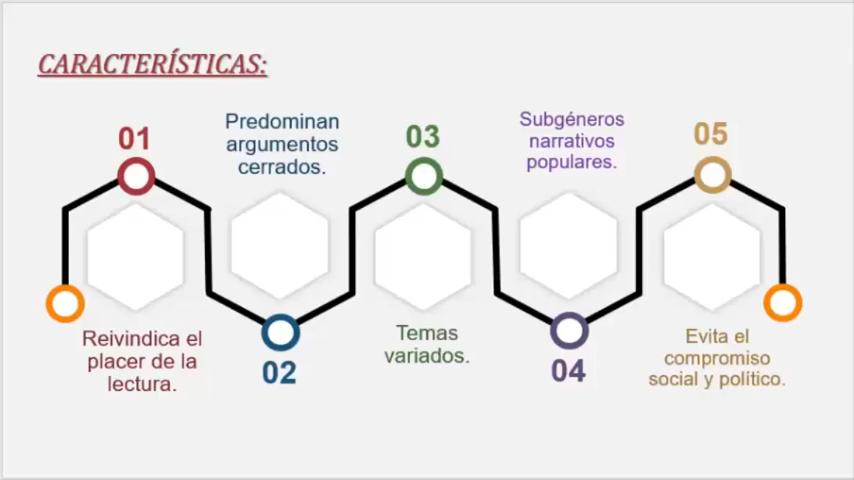 CARACTERÍSTICAS:
01
Reivindica el
placer de la
lectura.
Predominan
argumentos
cerrados.
02
03
Temas
variados.
Subgéneros
narrativos
populares.
04
05
Evita el
compromiso
social y político.